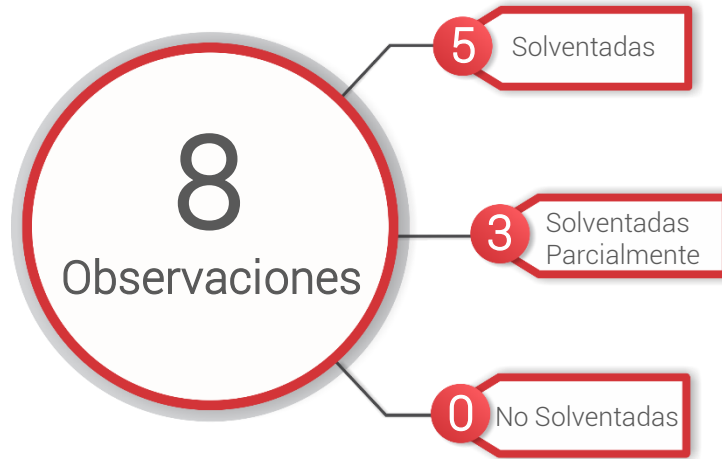 8
Observaciones
5
Solventadas
3
Solventadas
Parcialmente
0
No Solventadas